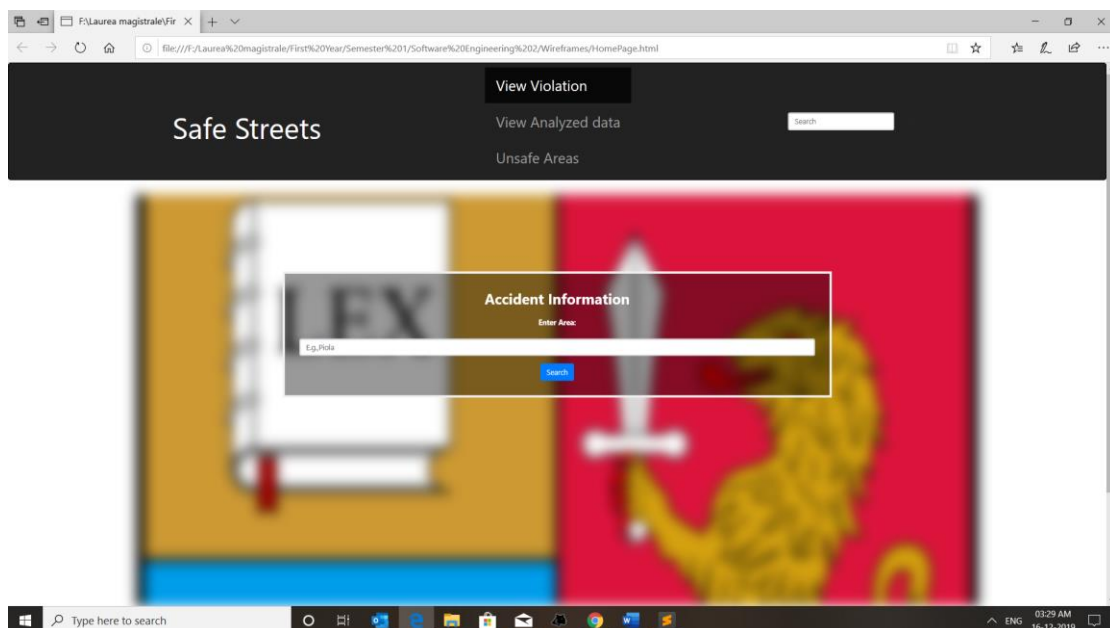 F:\Laurea magistrale\Fir
file:///F:/Laurea%20magistrale/First%20Year/Semester%201/Software%20Engineering%202/Wireframes/HomePage.html
View Violation
Safe Streets
View Analyzed data
Search
Unsafe Areas
LEX
Accident Information
Enter Area:
E.g.,Piola
Search
Type here to search
ENG
03:29 AM
16-12-2019